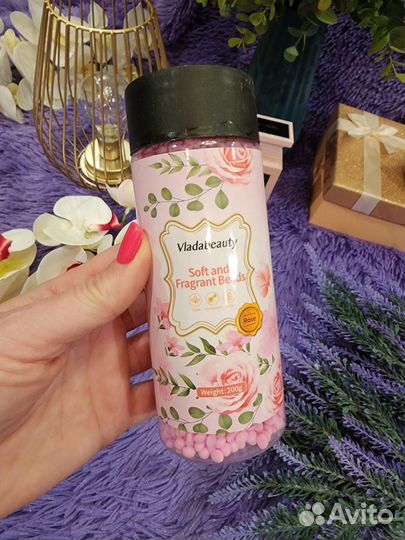 Vladabeauty
Soft and
Fragrant Beads
Rose
Weight: 200g
Avito